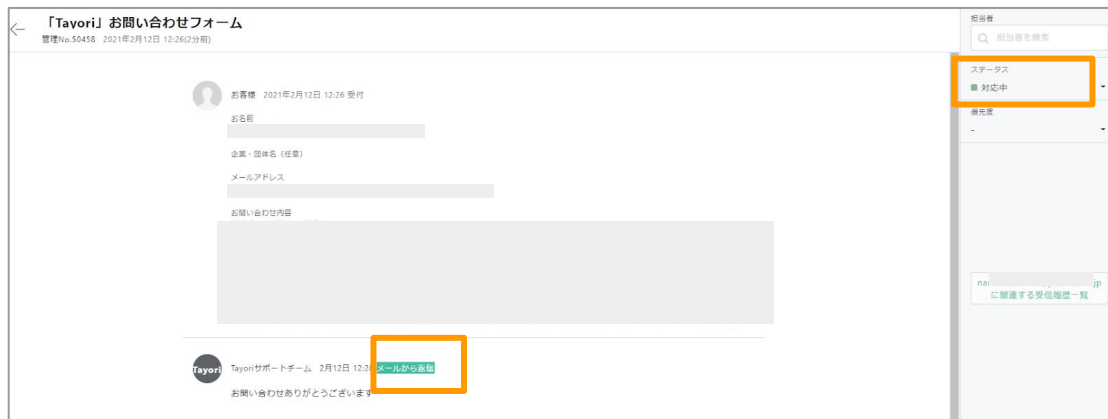 「Tayori」お問い合わせフォーム
管理No.50458 2021年2月12日 12:26(2分前)
お客様 2021年2月12日 12:26 受付
お名前
企業・団体名（任意）
メールアドレス
お問い合わせ内容
Tayori
Tayoriサポートチーム 2月12日 12:2
メールから返信
お問い合わせありがとうございます
担当者
担当者を検索
ステータス
対応中
優先度
-
na
jp
に関連する受信履歴一覧